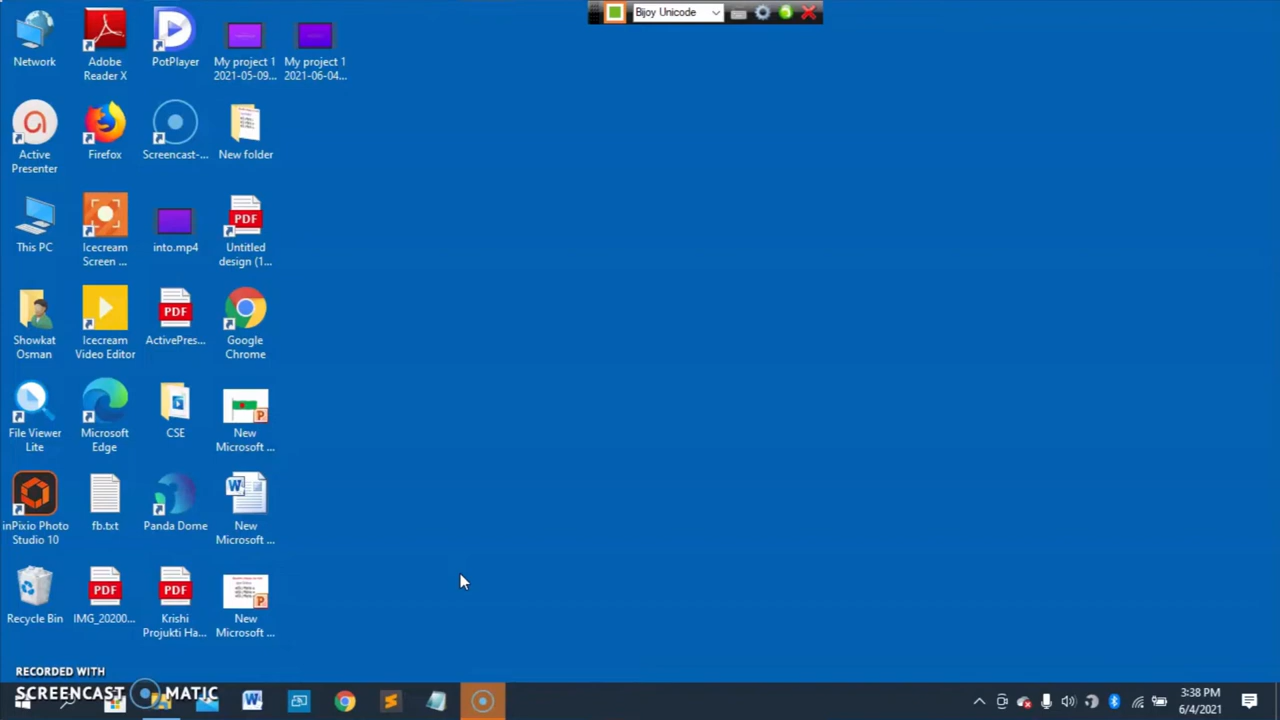 Bijoy Unicode
Network
Adobe
Reader X
PotPlayer
My project 1
2021-05-09...
My project 1
2021-06-04...
Active
Presenter
Firefox
Screencast-...
New folder
This PC
Icecream
Screen ...
into.mp4
PDF
Untitled
design (1...
Showkat
Osman
Icecream
Video Editor
PDF
ActivePres...
Google
Chrome
File Viewer
Lite
Microsoft
Edge
CSE
New
Microsoft ...
inPixio Photo
Studio 10
fb.txt
Panda Dome
New
Microsoft ...
Recycle Bin
PDF
IMG_20200...
PDF
Krishi
Projukti Ha...
New
Microsoft ...
RECORDED WITH
SCREENCAST MATIC
3:38 PM
6/4/2021